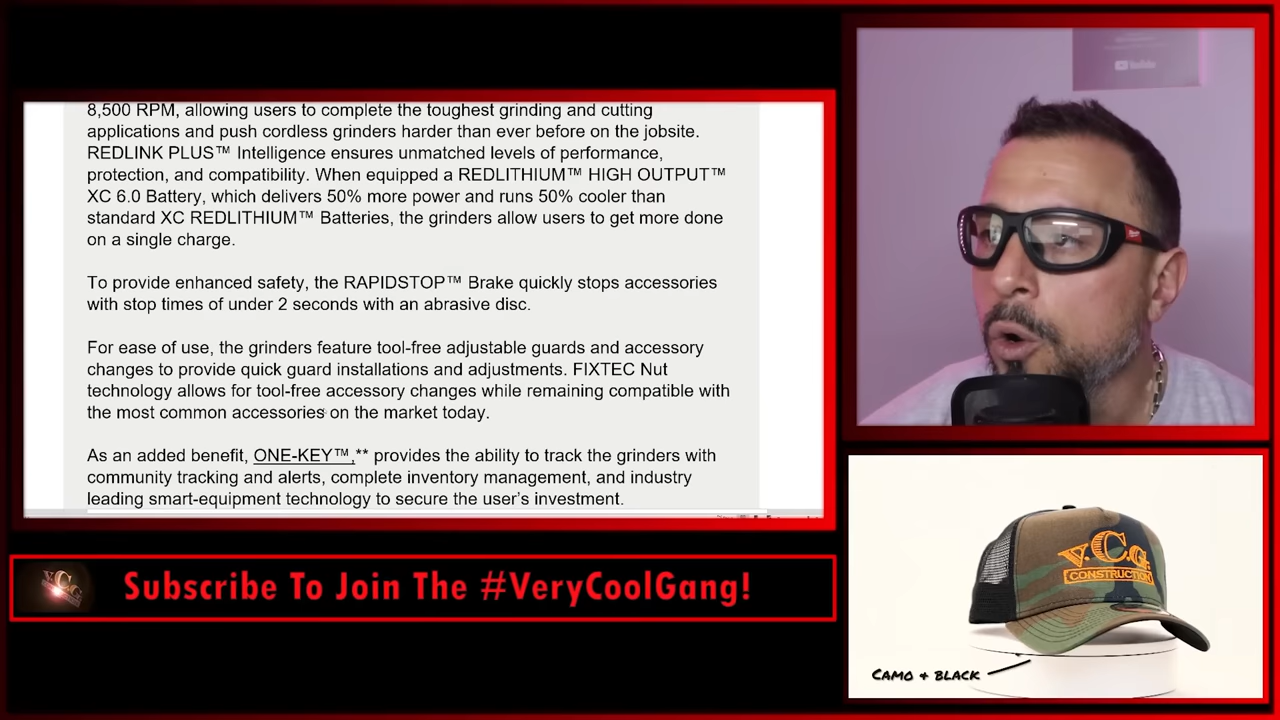 8,500 RPM, allowing users to complete the toughest grinding and cutting
applications and push cordless grinders harder than ever before on the jobsite.
REDLINK PLUS™ Intelligence ensures unmatched levels of performance,
protection, and compatibility. When equipped a REDLITHIUM™ HIGH OUTPUT™
XC 6.0 Battery, which delivers 50% more power and runs 50% cooler than
standard XC REDLITHIUM™ Batteries, the grinders allow users to get more done
on a single charge.
To provide enhanced safety, the RAPIDSTOP™ Brake quickly stops accessories
with stop times of under 2 seconds with an abrasive disc.
For ease of use, the grinders feature tool-free adjustable guards and accessory
changes to provide quick guard installations and adjustments. FIXTEC Nut
technology allows for tool-free accessory changes while remaining compatible with
the most common accessories on the market today.
As an added benefit, ONE-KEY™,** provides the ability to track the grinders with
community tracking and alerts, complete inventory management, and industry
leading smart-equipment technology to secure the user's investment.
Subscribe To Join The #VeryCoolGang!
YouTube
V.C.G.
CONSTRUCTION
CAMO & BLACK